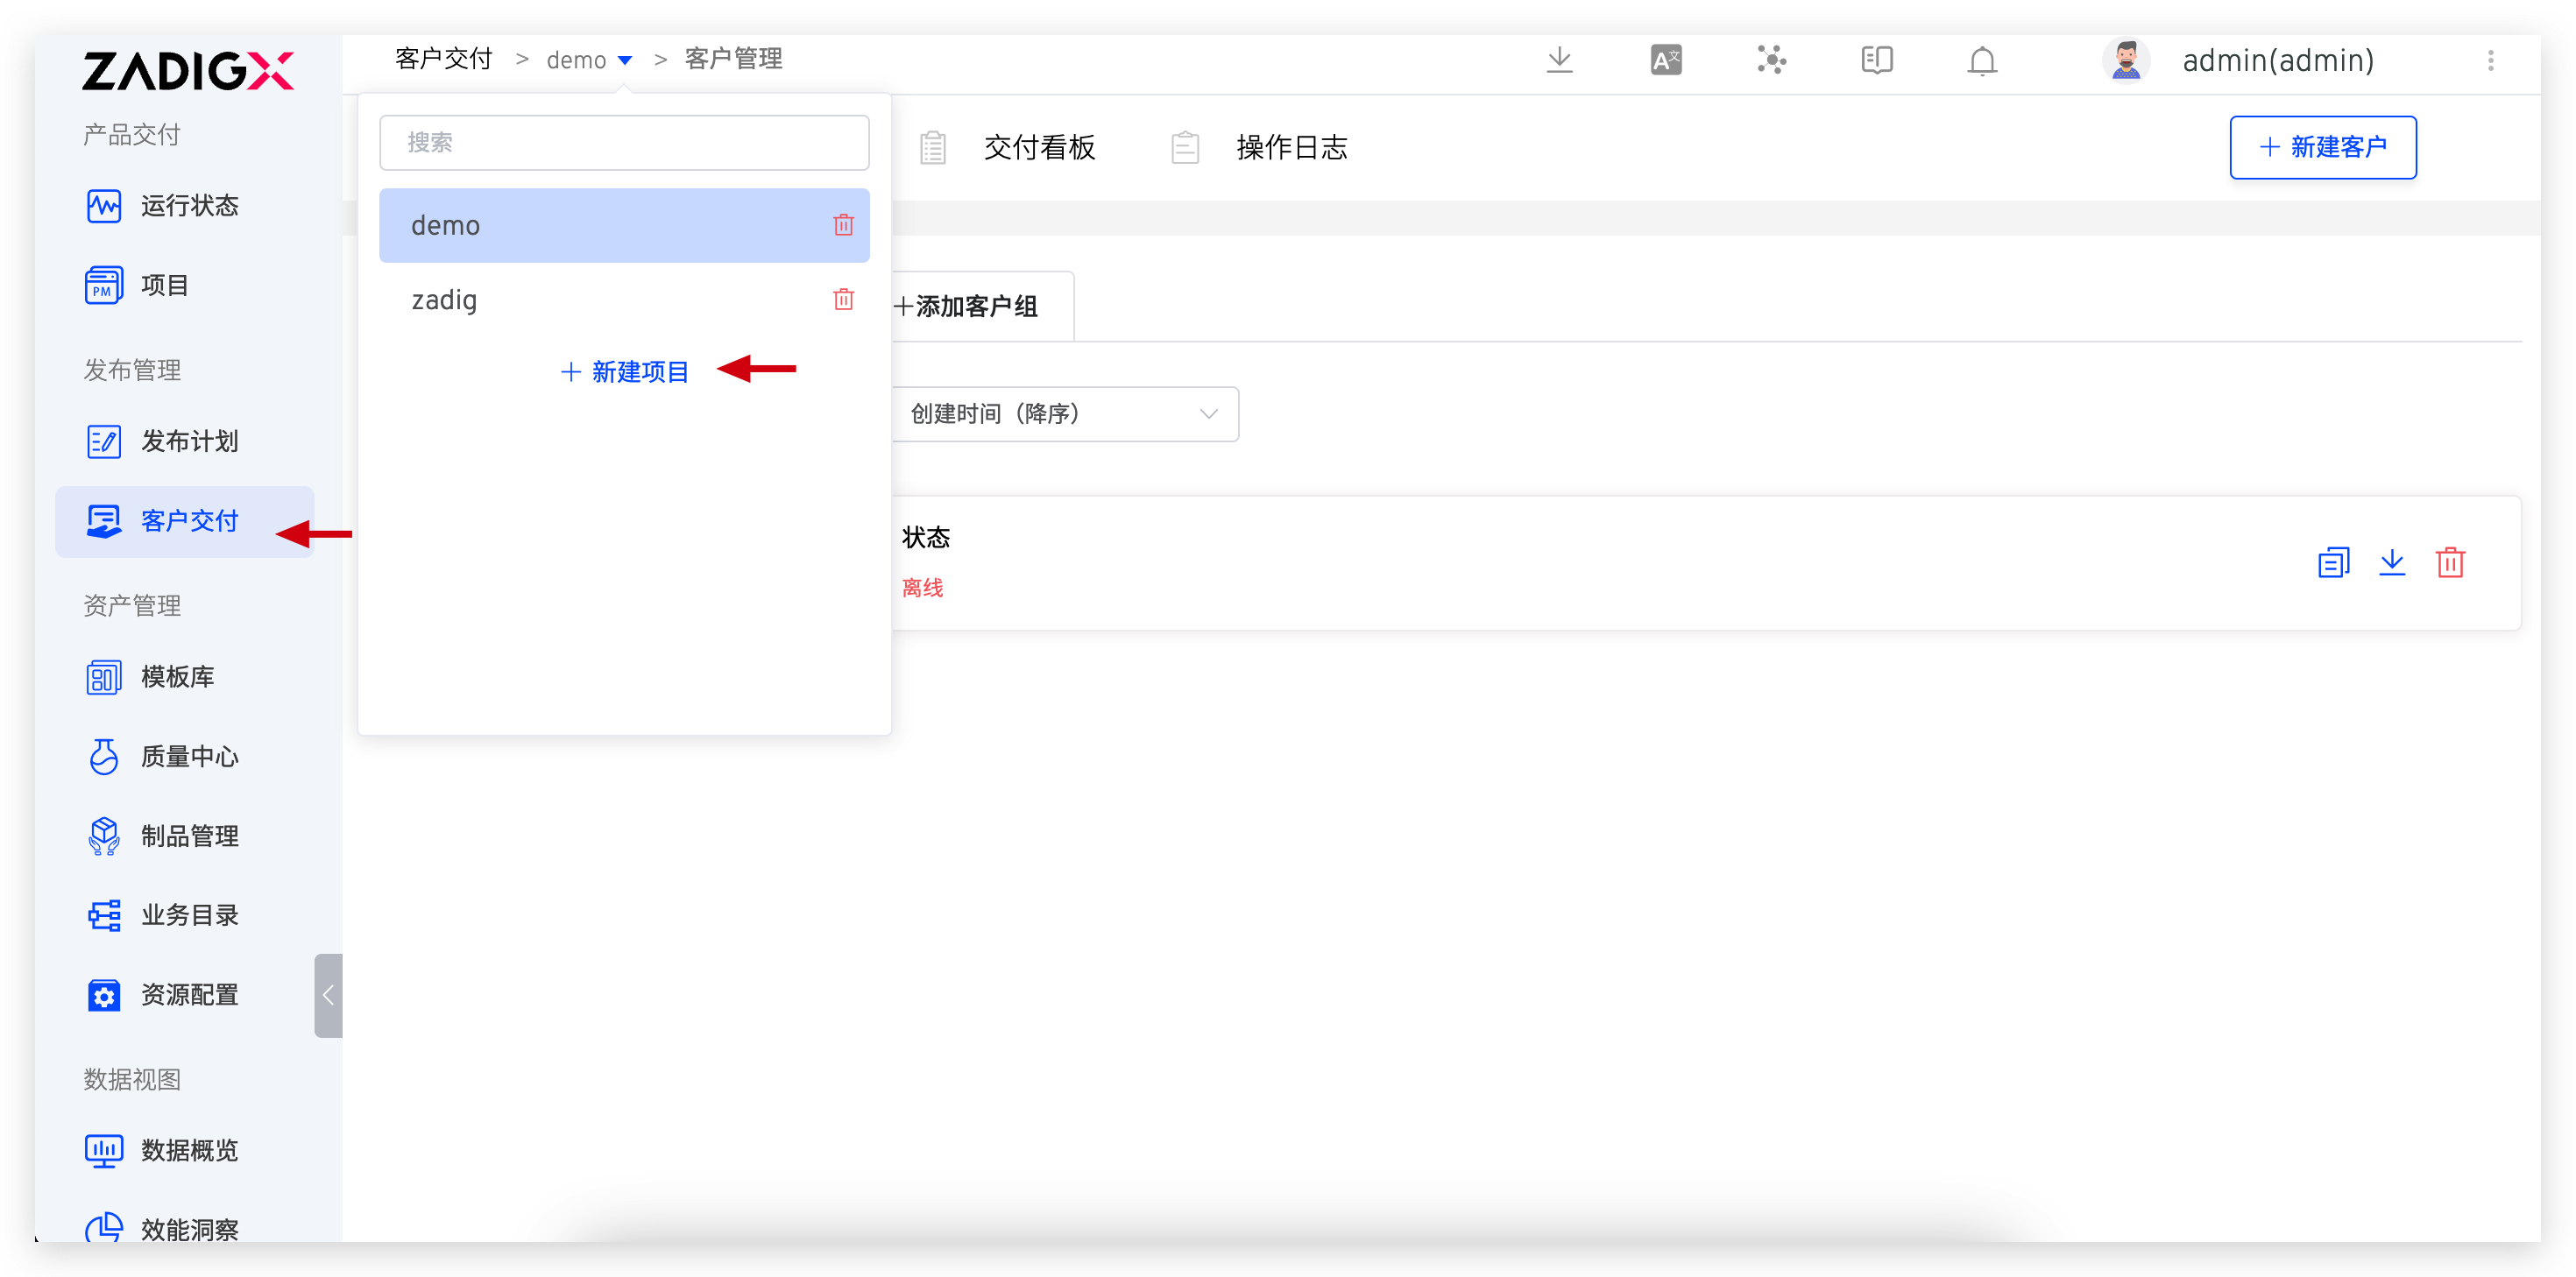 ZADIGX
产品交付
运行状态
PM
项目
发布管理
发布计划
客户交付
资产管理
模板库
质量中心
制品管理
业务目录
资源配置
数据视图
数据概览
效能洞察
客户交付 > demo > 客户管理
A文
admin(admin)
搜索
demo
zadig
+ 新建项目
交付看板
操作日志
+ 新建客户
+添加客户组
创建时间（降序）
状态
离线